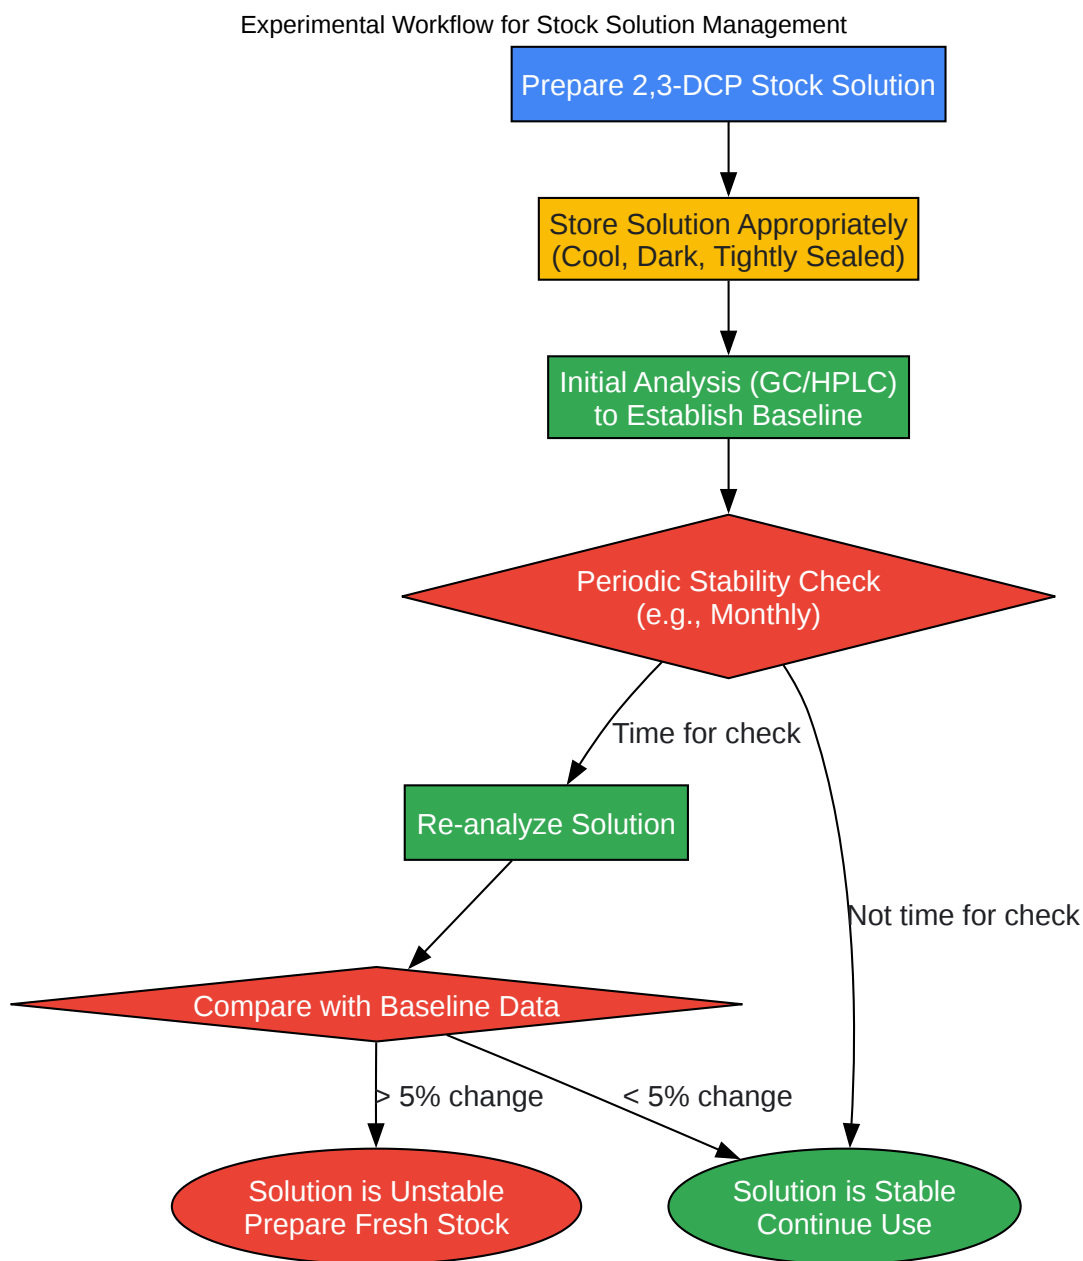 Experimental Workflow for Stock Solution Management
Prepare 2,3-DCP Stock Solution
Store Solution Appropriately
(Cool, Dark, Tightly Sealed)
Initial Analysis (GC/HPLC)
to Establish Baseline
Periodic Stability Check
(e.g., Monthly)
Time for check
Re-analyze Solution
Not time for check
Compare with Baseline Data
> 5% change
< 5% change
Solution is Unstable
Prepare Fresh Stock
Solution is Stable
Continue Use